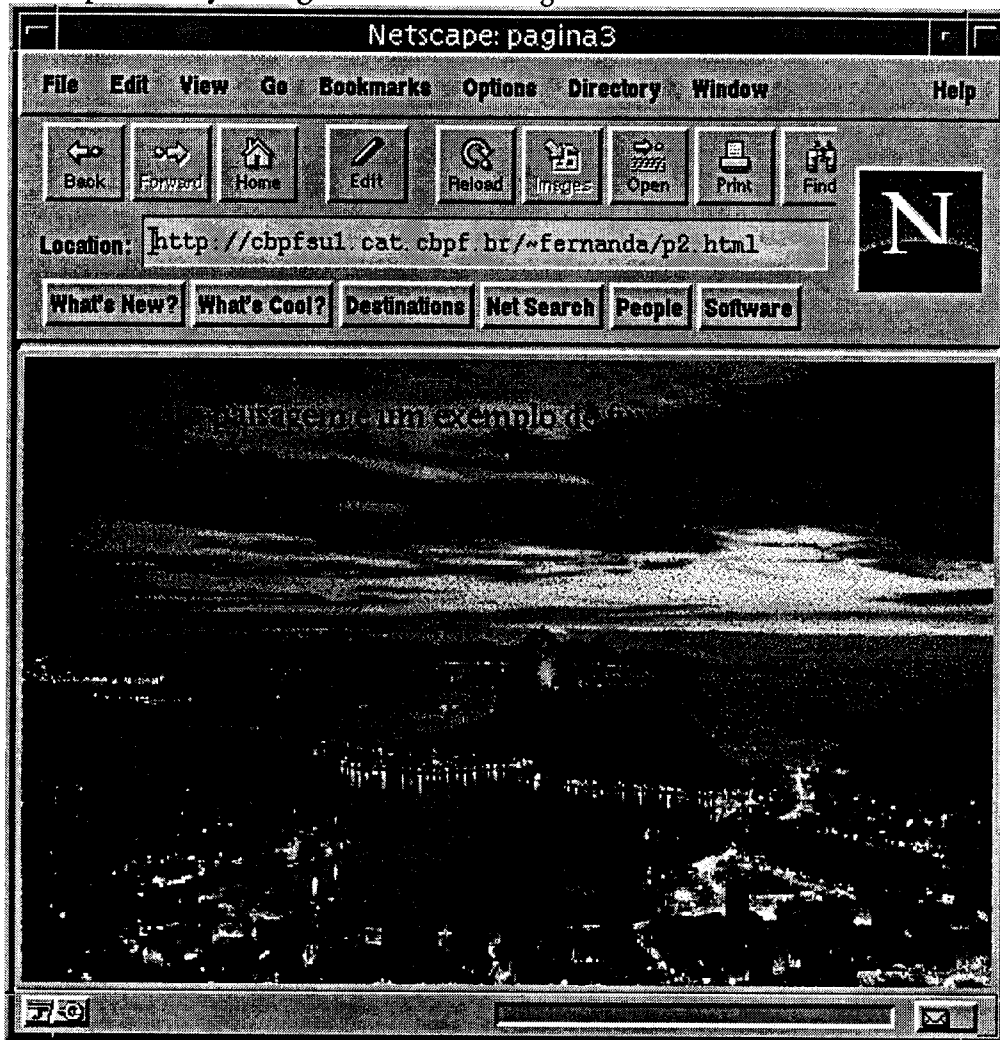 Netscape: pagina3
File Edit View Go Bookmarks Options Directory Window Help
Back Forward Home Edit Reload Images Open Print Find
Location: http://cbpfsu1.cat.cbpf.br/~fernanda/p2.html
What's New? What's Cool? Destinations Net Search People Software
N
paisagem é um exemplo de